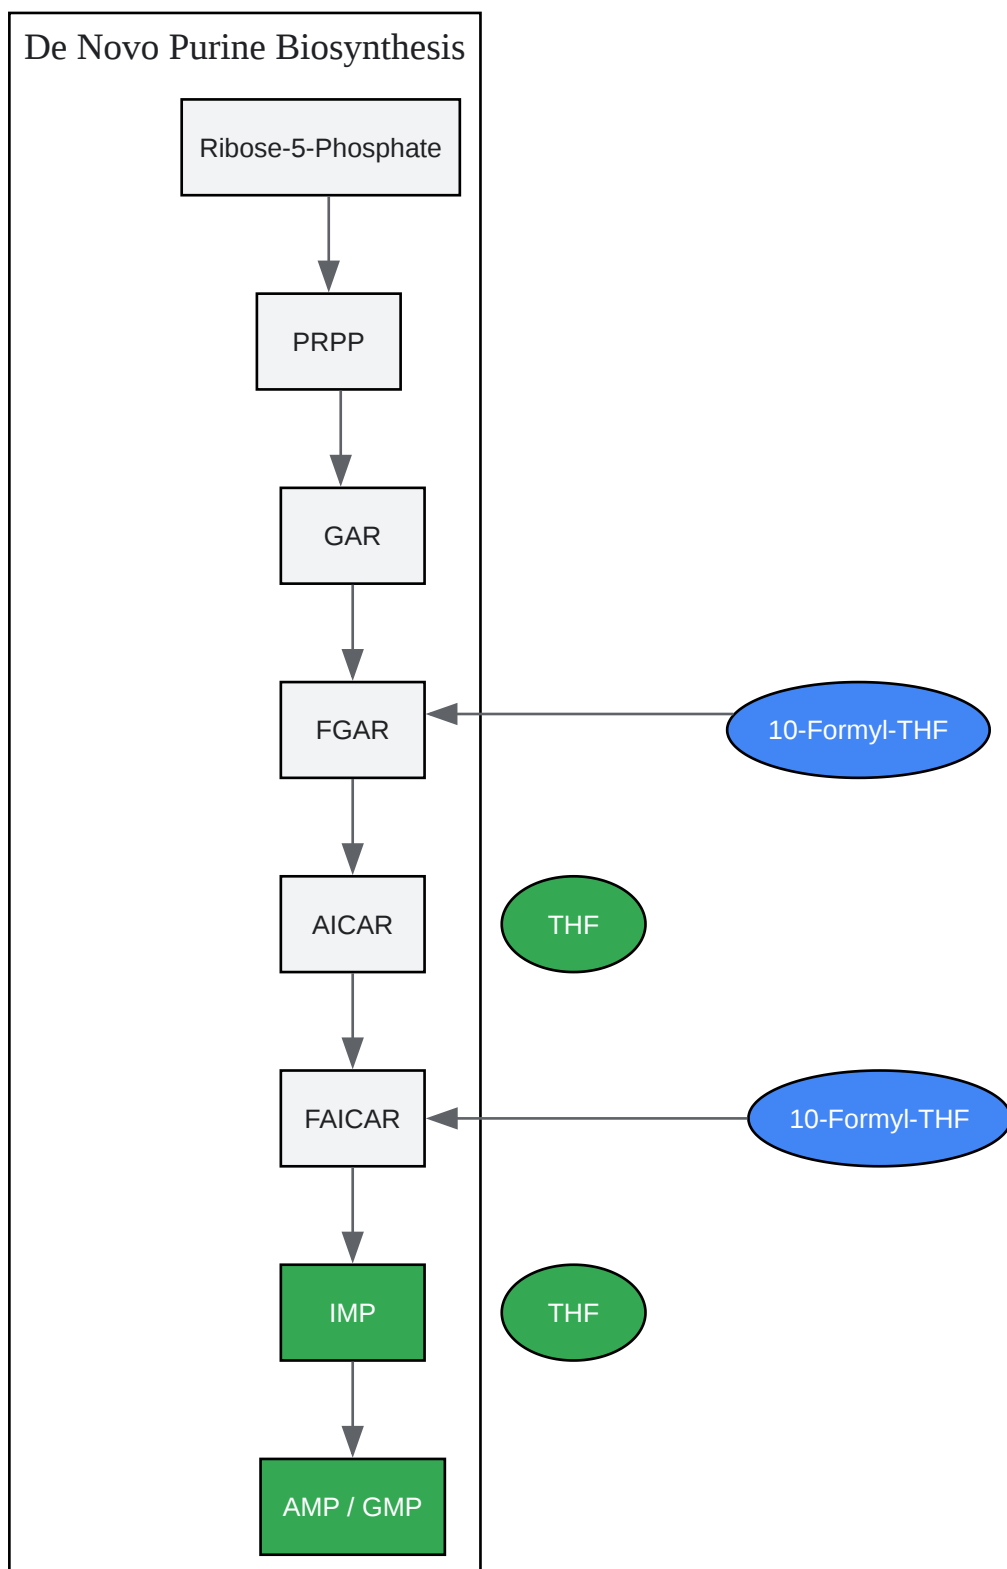 De Novo Purine Biosynthesis
Ribose-5-Phosphate
PRPP
GAR
FGAR
10-Formyl-THF
AICAR
THF
FAICAR
10-Formyl-THF
IMP
THF
AMP / GMP